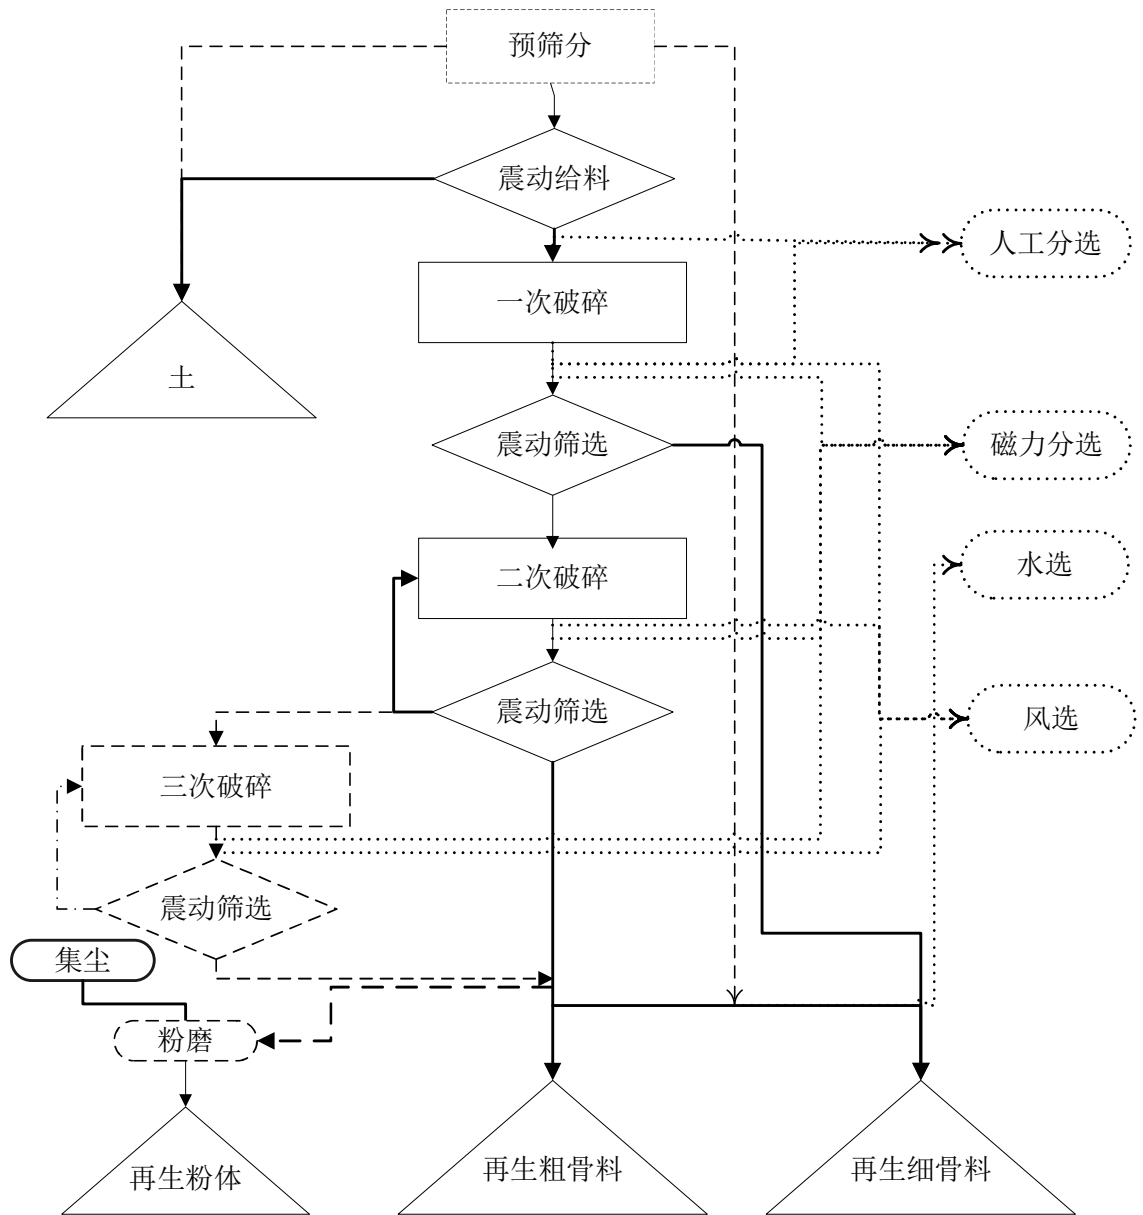 预筛分
震动给料
人工分选
一次破碎
土
震动筛选
磁力分选
水选
二次破碎
震动筛选
风选
三次破碎
震动筛选
集尘
粉磨
再生粉体
再生粗骨料
再生细骨料